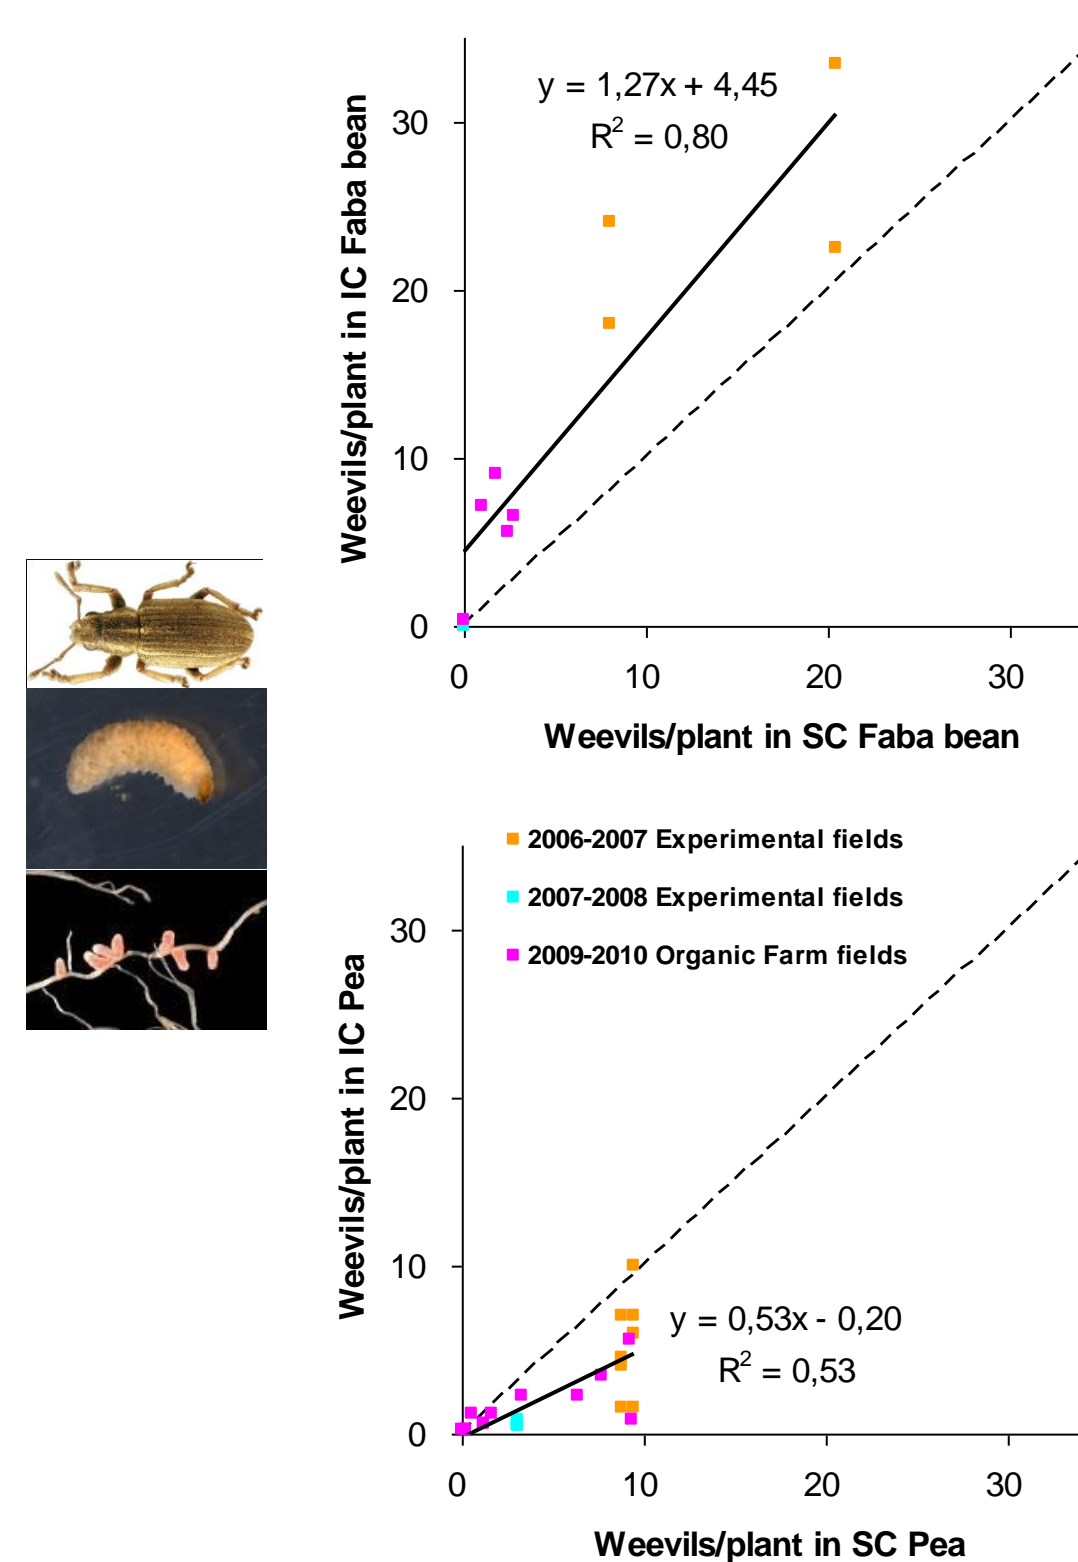 y = 1,27x + 4,45
R² = 0,80
Weevils/plant in IC Faba bean
30
20
10
0
0 10 20 30
Weevils/plant in SC Faba bean
2006-2007 Experimental fields
2007-2008 Experimental fields
2009-2010 Organic Farm fields
Weevils/plant in IC Pea
30
20
10
0
y = 0,53x - 0,20
R² = 0,53
0 10 20 30
Weevils/plant in SC Pea